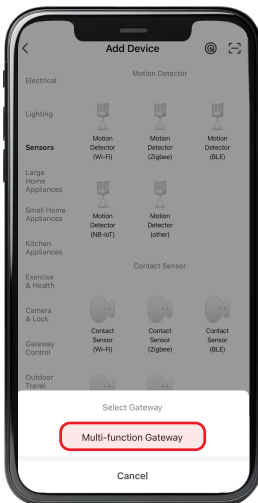 Add Device
Electrical
Lighting
Sensors
Large
Home
Appliances
Small Home
Appliances
Kitchen
Appliances
Exercise
& Health
Camera
& Lock
Gateway
Control
Outdoor
Travel
Motion Detector
Motion
Detector
(Wi-Fi)
Motion
Detector
(Zigbee)
Motion
Detector
(BLE)
Motion
Detector
(NB-IoT)
Motion
Detector
(other)
Contact Sensor
Contact
Sensor
(Wi-Fi)
Contact
Sensor
(Zigbee)
Contact
Sensor
(BLE)
Select Gateway
Multi-function Gateway
Cancel